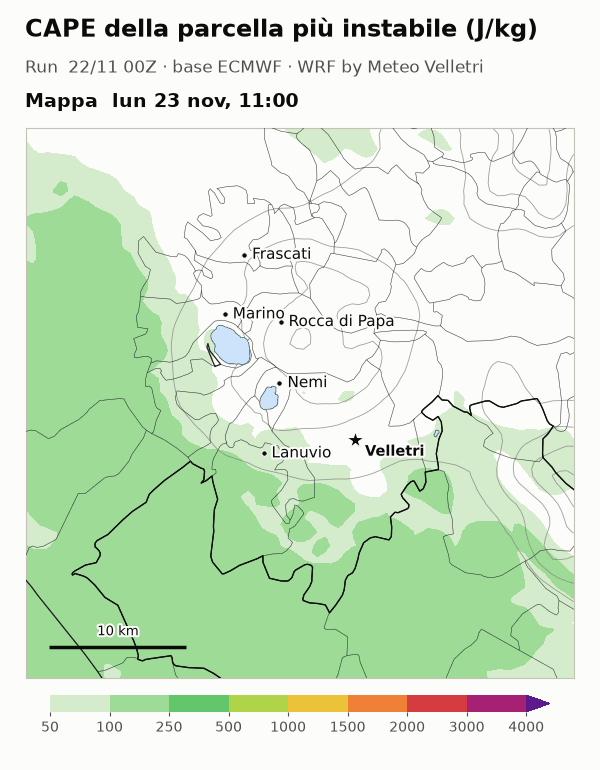 CAPE della parcella più instabile (J/kg)
Run  22/11 00Z · base ECMWF · WRF by Meteo Velletri
Mappa  lun 23 nov, 11:00
Frascati
Marino
Rocca di Papa
Nemi
Velletri
Lanuvio
10 km
50 100 250 500 1000 1500 2000 3000 4000